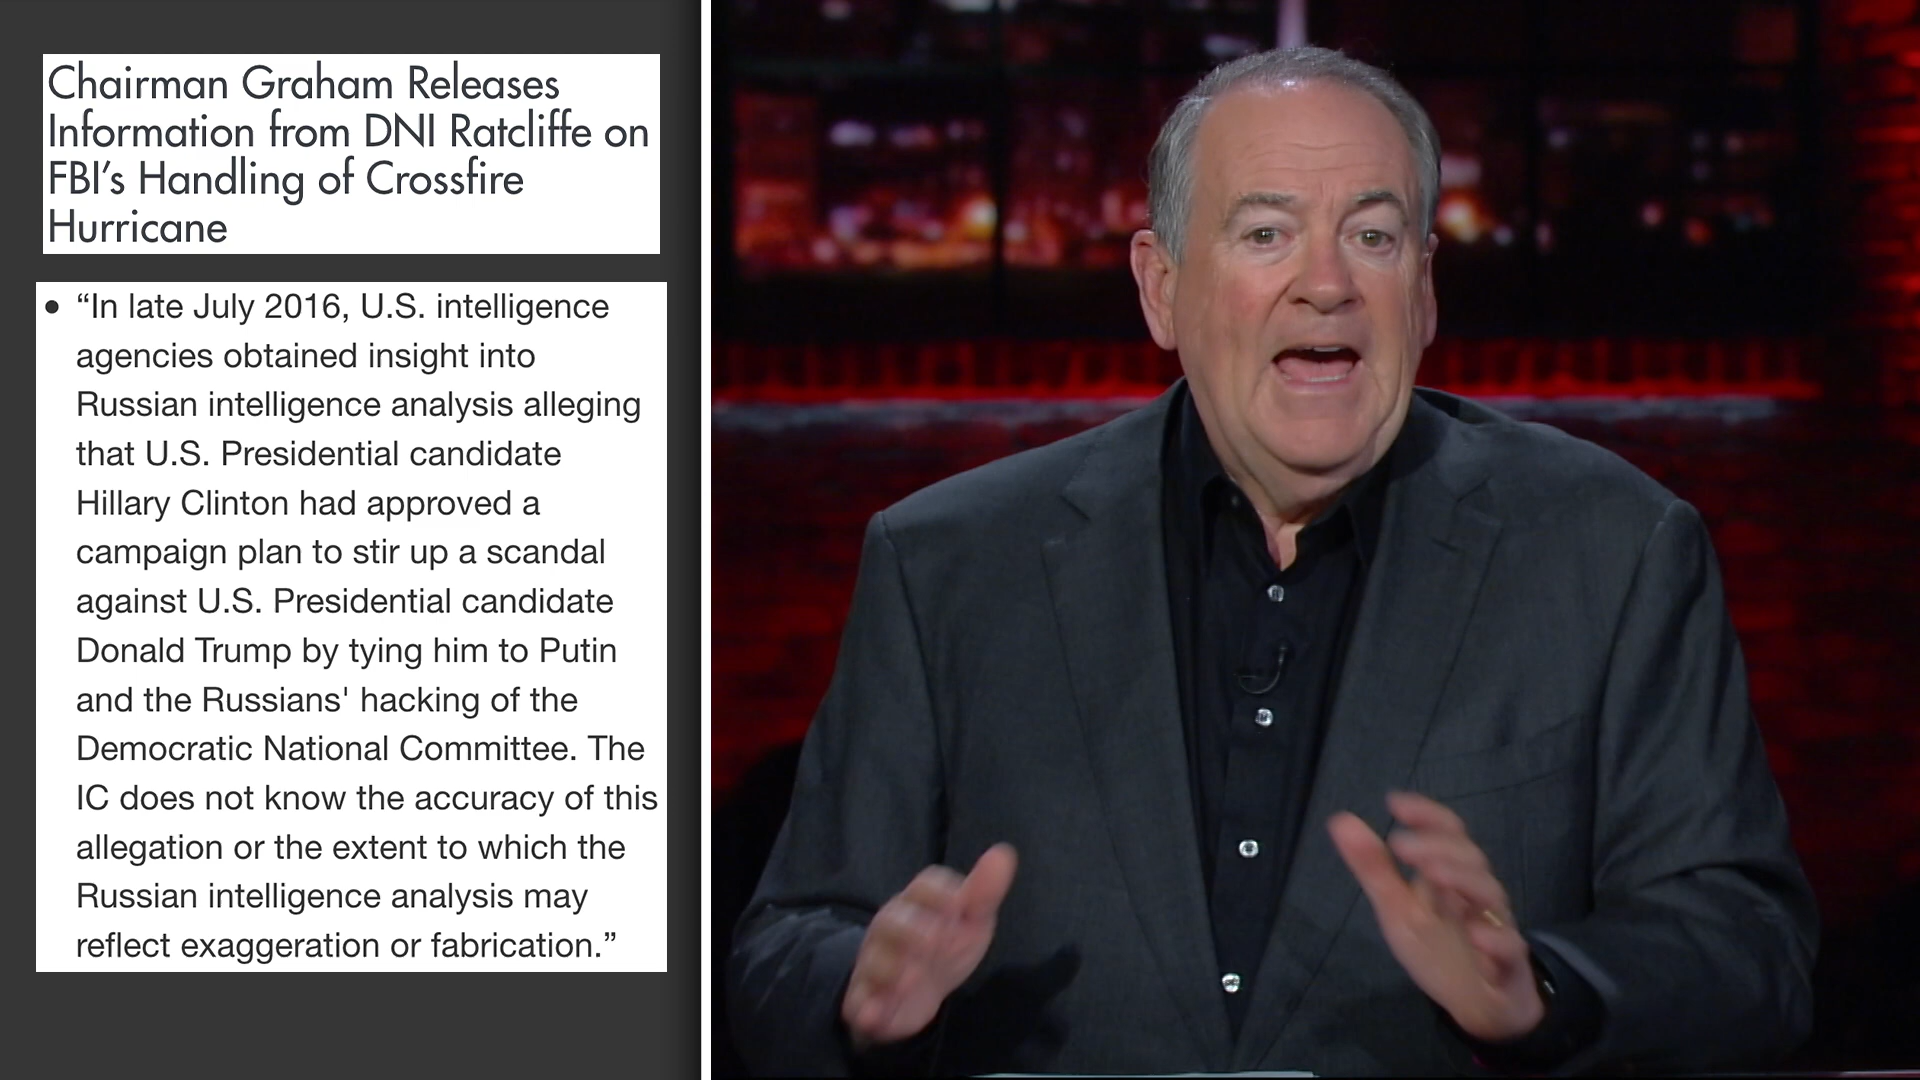 Chairman Graham Releases
Information from DNI Ratcliffe on
FBI’s Handling of Crossfire
Hurricane
• “In late July 2016, U.S. intelligence
agencies obtained insight into
Russian intelligence analysis alleging
that U.S. Presidential candidate
Hillary Clinton had approved a
campaign plan to stir up a scandal
against U.S. Presidential candidate
Donald Trump by tying him to Putin
and the Russians' hacking of the
Democratic National Committee. The
IC does not know the accuracy of this
allegation or the extent to which the
Russian intelligence analysis may
reflect exaggeration or fabrication.”